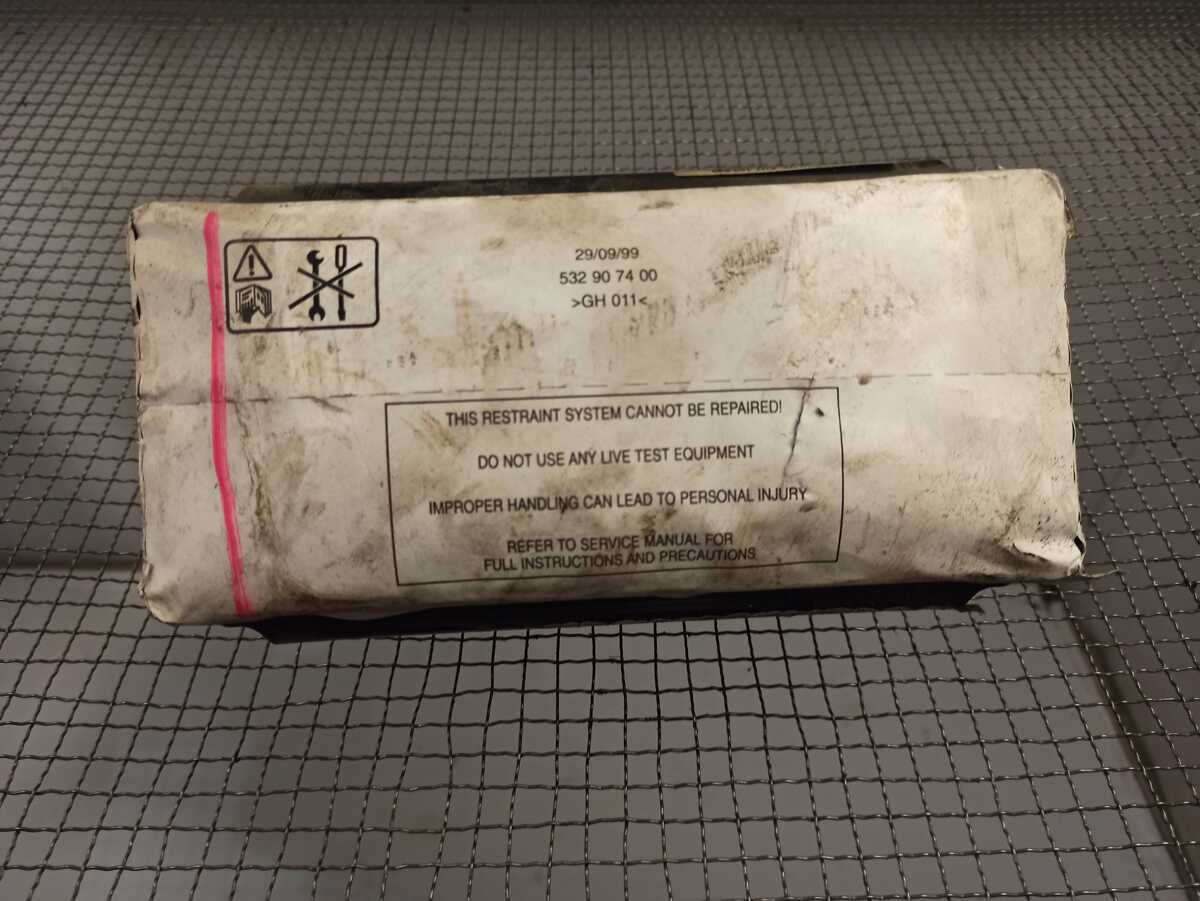 29/09/99
532 90 74 00
>GH 011<
THIS RESTRAINT SYSTEM CANNOT BE REPAIRED!
DO NOT USE ANY LIVE TEST EQUIPMENT
IMPROPER HANDLING CAN LEAD TO PERSONAL INJURY
REFER TO SERVICE MANUAL FOR
FULL INSTRUCTIONS AND PRECAUTIONS